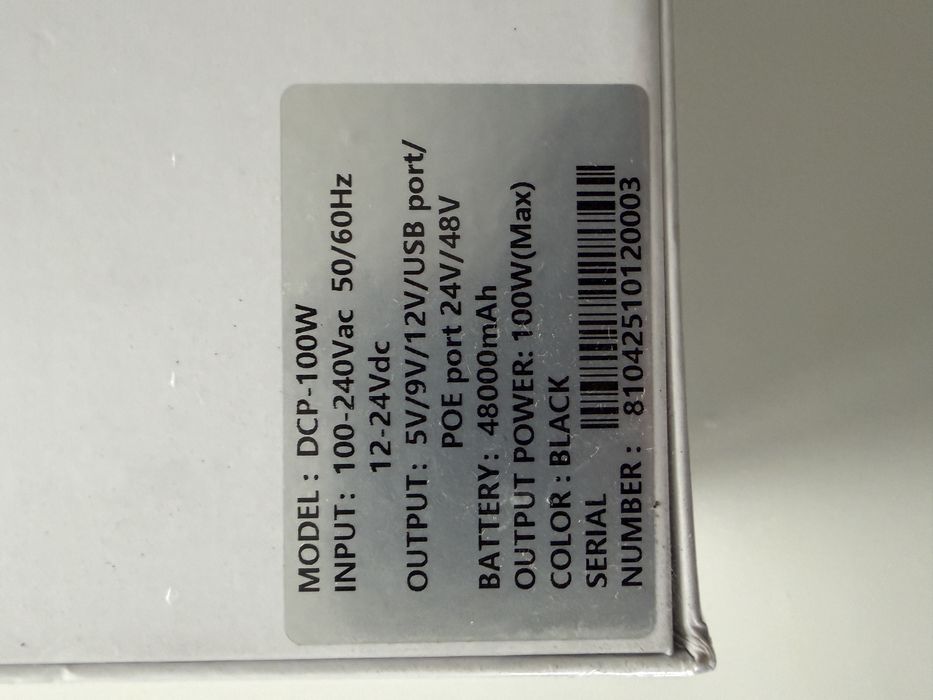 MODEL : DCP-100W
INPUT : 100-240Vac 50/60Hz
12-24Vdc
OUTPUT : 5V/9V/12V/USB port/
POE port 24V/48V
BATTERY : 48000mAh
OUTPUT POWER: 100W(Max)
COLOR : BLACK
SERIAL
NUMBER : 81042510120003